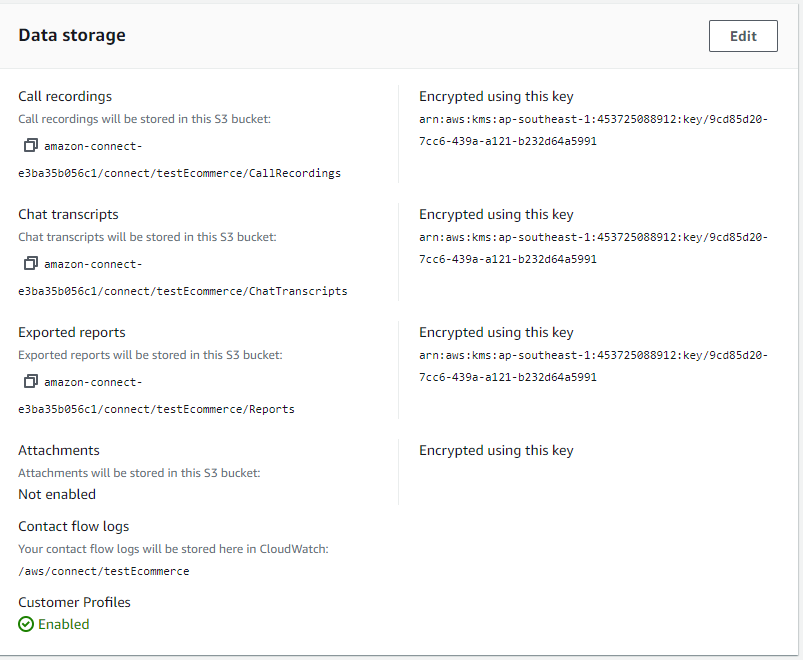 Data storage
Edit
Call recordings
Call recordings will be stored in this S3 bucket:
amazon-connect-
e3ba35b056c1/connect/testEcommerce/CallRecordings
Encrypted using this key
arn:aws:kms:ap-southeast-1:453725088912:key/9cd85d20-
7cc6-439a-a121-b232d64a5991
Chat transcripts
Chat transcripts will be stored in this S3 bucket:
amazon-connect-
e3ba35b056c1/connect/testEcommerce/ChatTranscripts
Encrypted using this key
arn:aws:kms:ap-southeast-1:453725088912:key/9cd85d20-
7cc6-439a-a121-b232d64a5991
Exported reports
Exported reports will be stored in this S3 bucket:
amazon-connect-
e3ba35b056c1/connect/testEcommerce/Reports
Encrypted using this key
arn:aws:kms:ap-southeast-1:453725088912:key/9cd85d20-
7cc6-439a-a121-b232d64a5991
Attachments
Attachments will be stored in this S3 bucket:
Not enabled
Encrypted using this key
Contact flow logs
Your contact flow logs will be stored here in CloudWatch:
/aws/connect/testEcommerce
Customer Profiles
Enabled